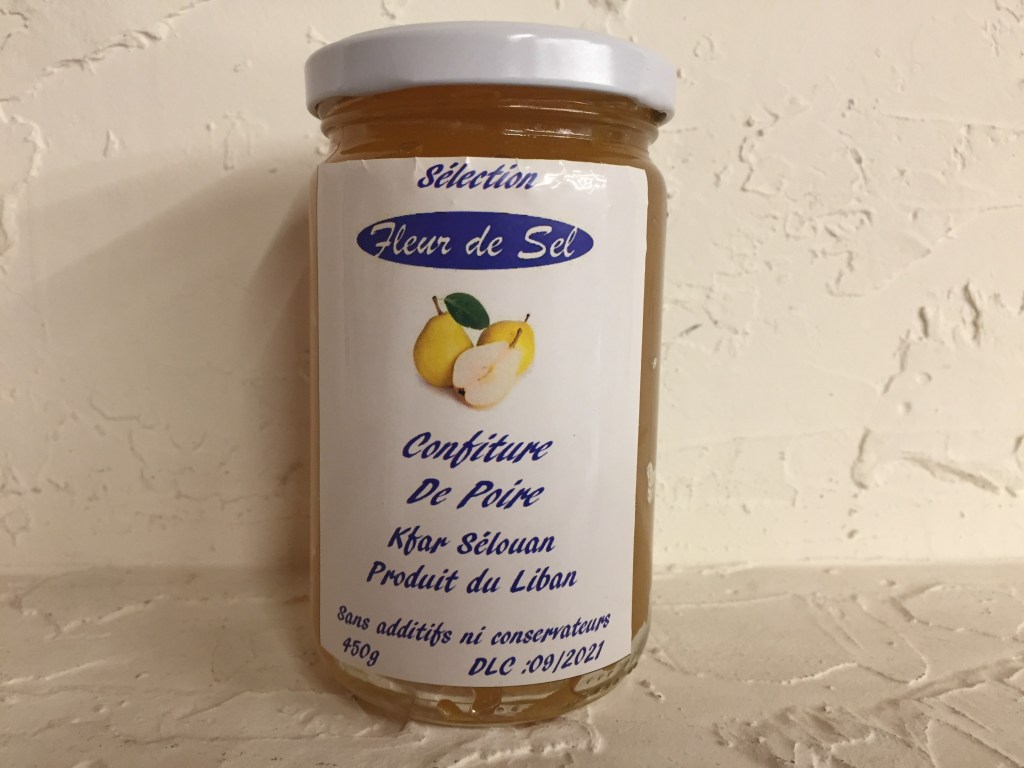 Sélection
Fleur de Sel
Confiture
De Poire
Kfar Sélouan
Produit du Liban
Sans additifs ni conservateurs
450g DLC :09/2021